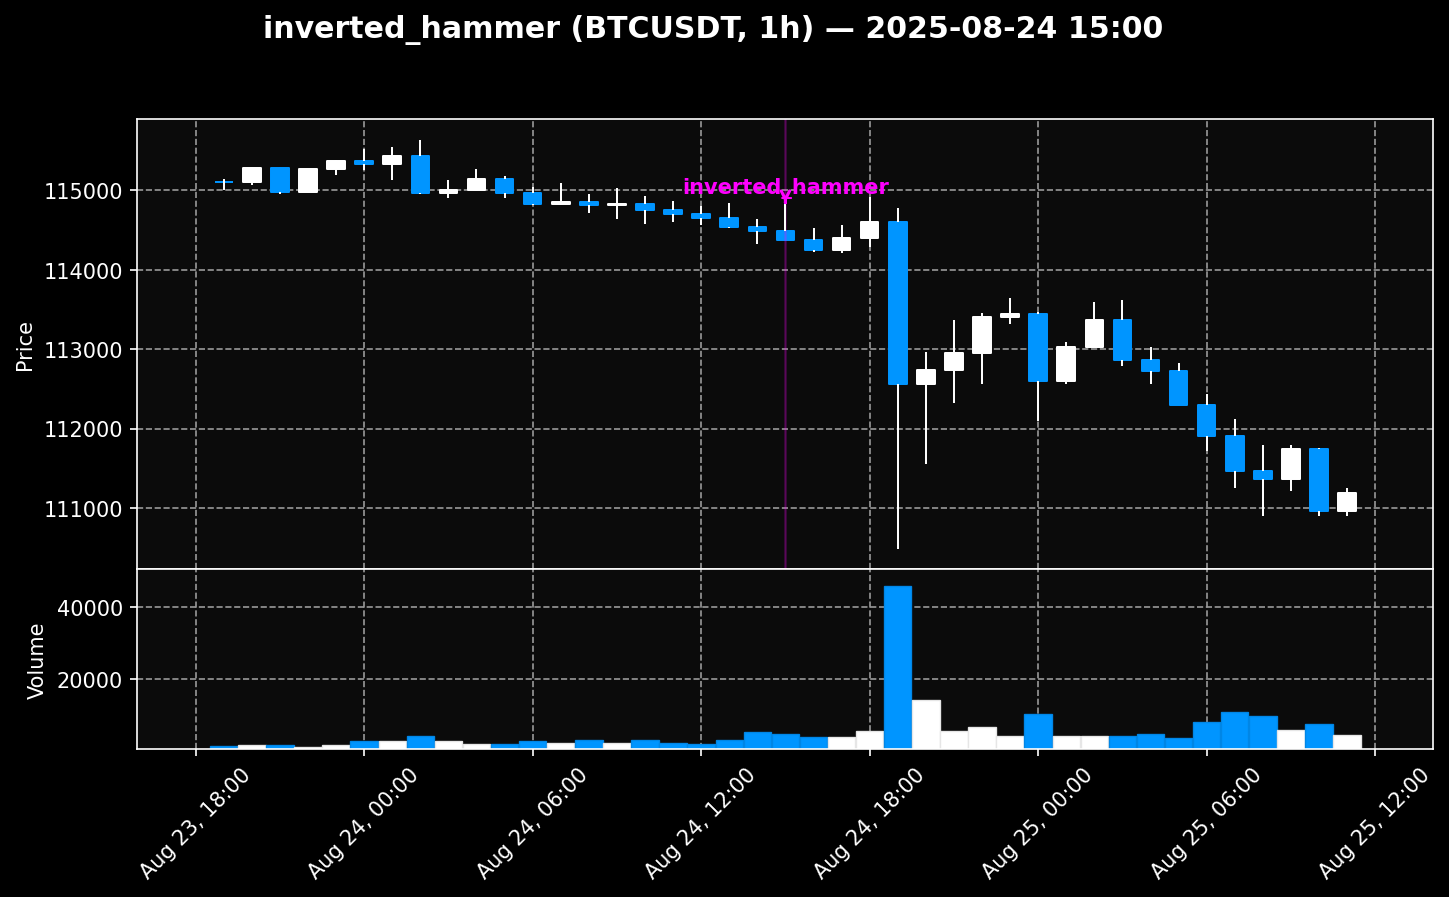 inverted_hammer (BTCUSDT, 1h) — 2025-08-24 15:00
115000
114000
113000
112000
111000
Price
inverted_hammer
40000
20000
Volume
Aug 23, 18:00
Aug 24, 00:00
Aug 24, 06:00
Aug 24, 12:00
Aug 24, 18:00
Aug 25, 00:00
Aug 25, 06:00
Aug 25, 12:00